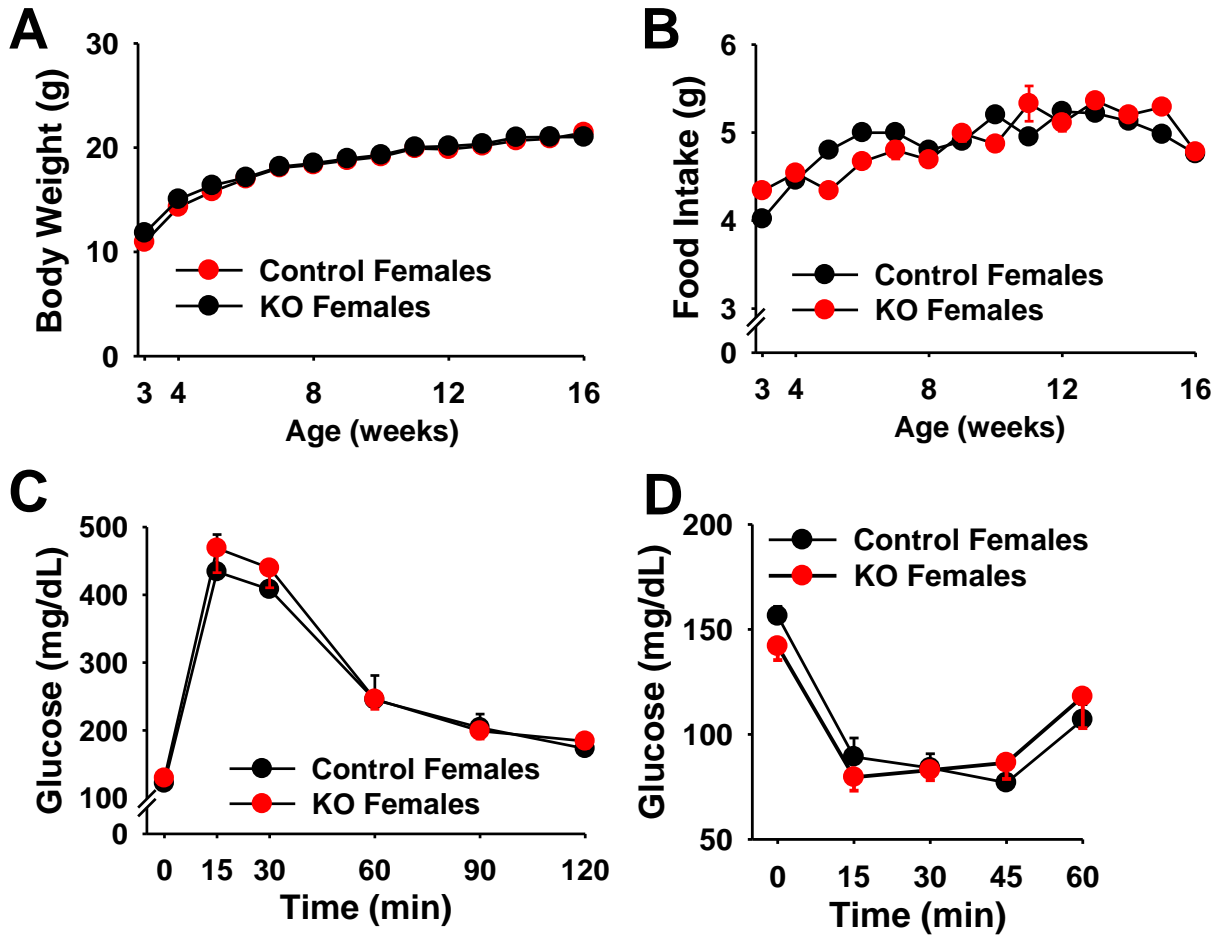 A
30
20
10
0
Body Weight (g)
Control Females
KO Females
3 4 8 12 16
Age (weeks)
B
6
5
4
3
0
Food Intake (g)
Control Females
KO Females
3 4 8 12 16
Age (weeks)
C
500
400
300
200
100
0
Glucose (mg/dL)
Control Females
KO Females
0 15 30 60 90 120
Time (min)
D
200
150
100
50
Glucose (mg/dL)
Control Females
KO Females
0 15 30 45 60
Time (min)